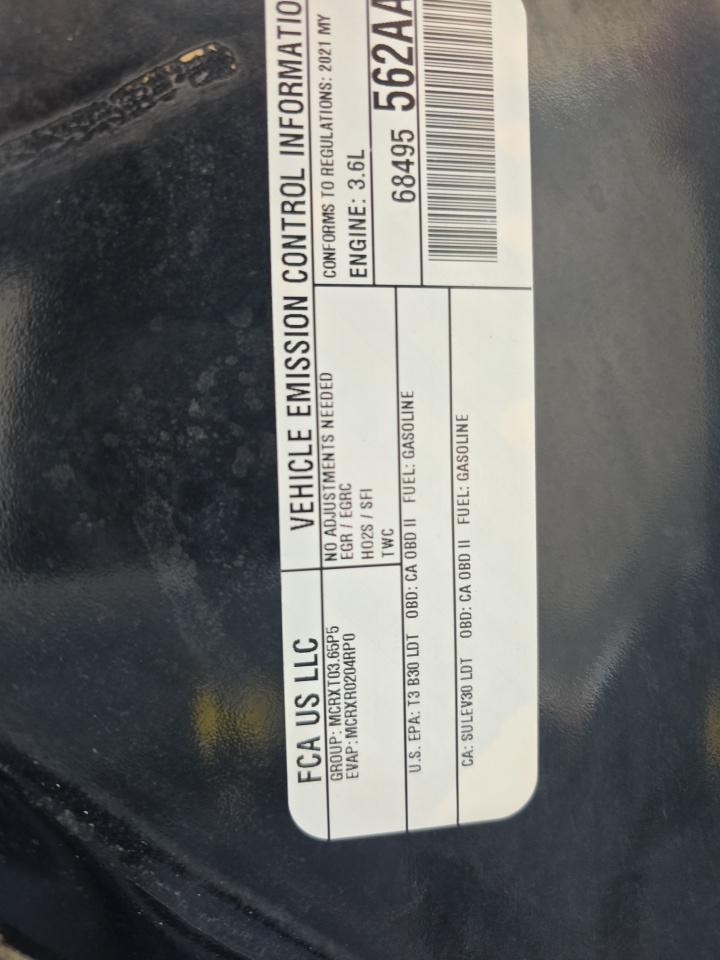 FCA US LLC
VEHICLE EMISSION CONTROL INFORMATIO
GROUP: MCRXT03.65P5
EVAP: MCRXR0204RP0
NO ADJUSTMENTS NEEDED
EGR / EGRC
HO2S / SFI
TWC
CONFORMS TO REGULATIONS: 2021 MY
ENGINE: 3.6L
68495 562AA
U.S. EPA: T3 B30 LDT OBD: CA OBD II FUEL: GASOLINE
CA: SULEV30 LDT OBD: CA OBD II FUEL: GASOLINE